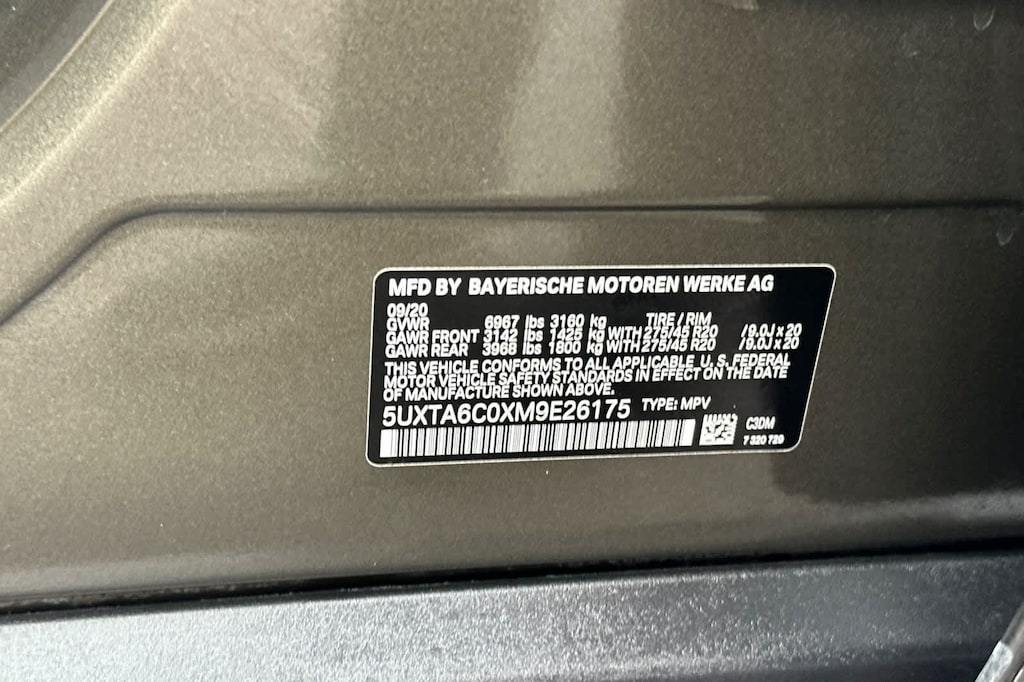 MFD BY BAYERISCHE MOTOREN WERKE AG
09/20
GVWR 6967 lbs 3160 kg TIRE / RIM
GAWR FRONT 3142 lbs 1425 kg WITH 275/45 R20 /9.0J x 20
GAWR REAR 3968 lbs 1800 kg WITH 275/45 R20 /9.0J x 20
THIS VEHICLE CONFORMS TO ALL APPLICABLE U. S. FEDERAL
MOTOR VEHICLE SAFETY STANDARDS IN EFFECT ON THE DATE
OF MANUFACTURE SHOWN ABOVE.
5UXTA6C0XM9E26175 TYPE: MPV
C3DM
7 320 729